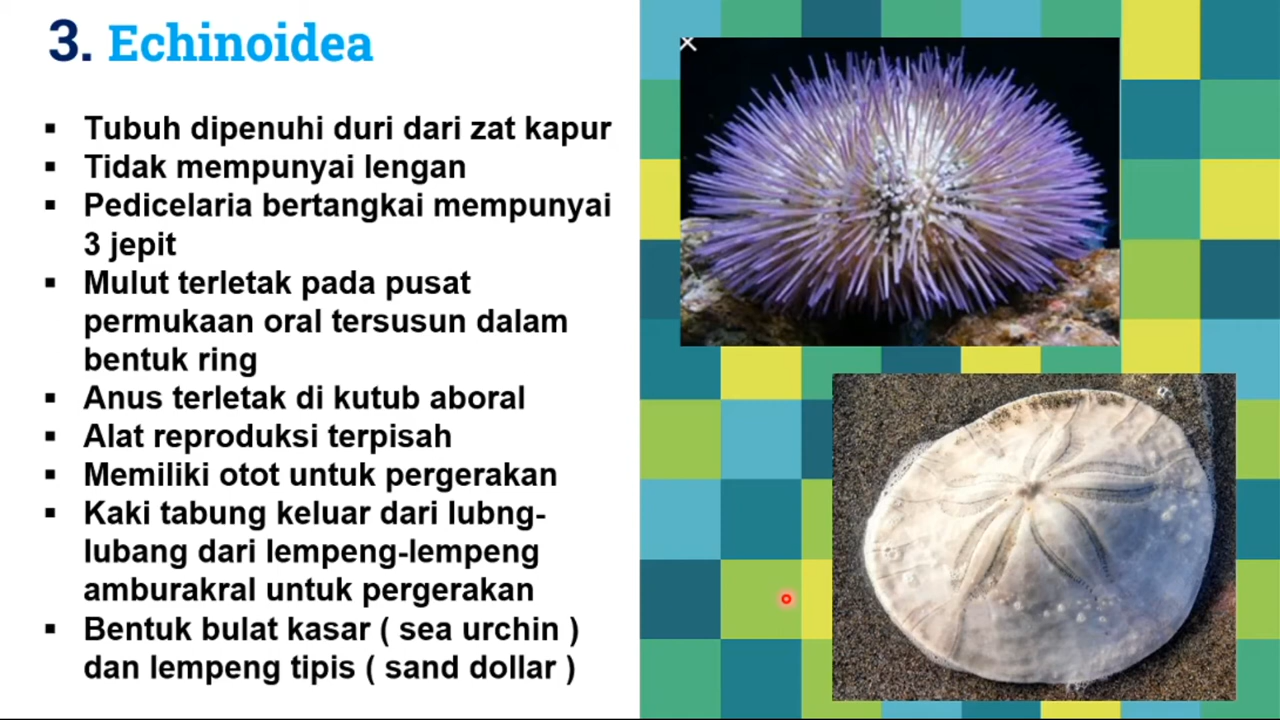 3. Echinoidea
▪ Tubuh dipenuhi duri dari zat kapur
▪ Tidak mempunyai lengan
▪ Pedicelaria bertangkai mempunyai
3 jepit
▪ Mulut terletak pada pusat
permukaan oral tersusun dalam
bentuk ring
▪ Anus terletak di kutub aboral
▪ Alat reproduksi terpisah
▪ Memiliki otot untuk pergerakan
▪ Kaki tabung keluar dari lubng-
lubang dari lempeng-lempeng
amburakral untuk pergerakan
▪ Bentuk bulat kasar ( sea urchin )
dan lempeng tipis ( sand dollar )